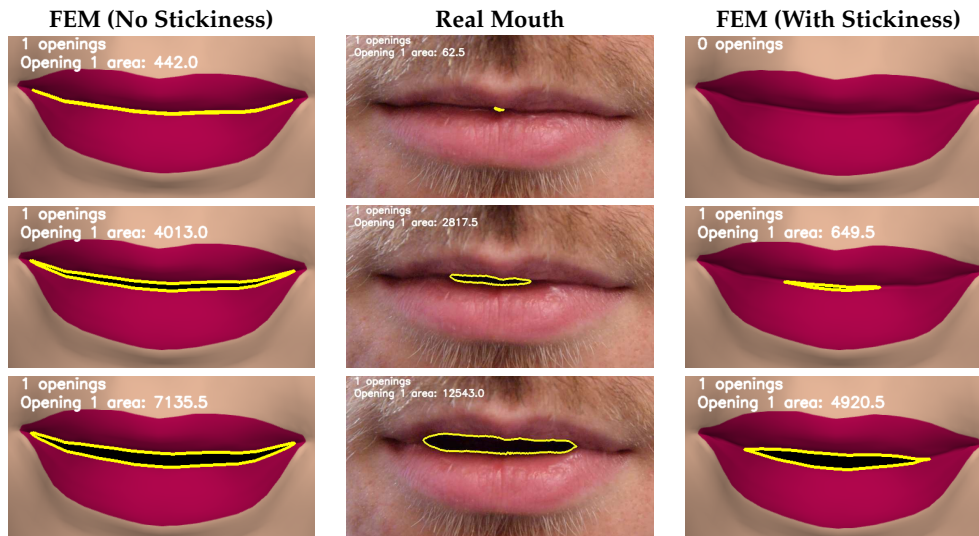 FEM (No Stickiness)
Real Mouth
FEM (With Stickiness)
1 openings
Opening 1 area: 442.0
1 openings
Opening 1 area: 62.5
0 openings
1 openings
Opening 1 area: 4013.0
1 openings
Opening 1 area: 2817.5
1 openings
Opening 1 area: 649.5
1 openings
Opening 1 area: 7135.5
1 openings
Opening 1 area: 12543.0
1 openings
Opening 1 area: 4920.5